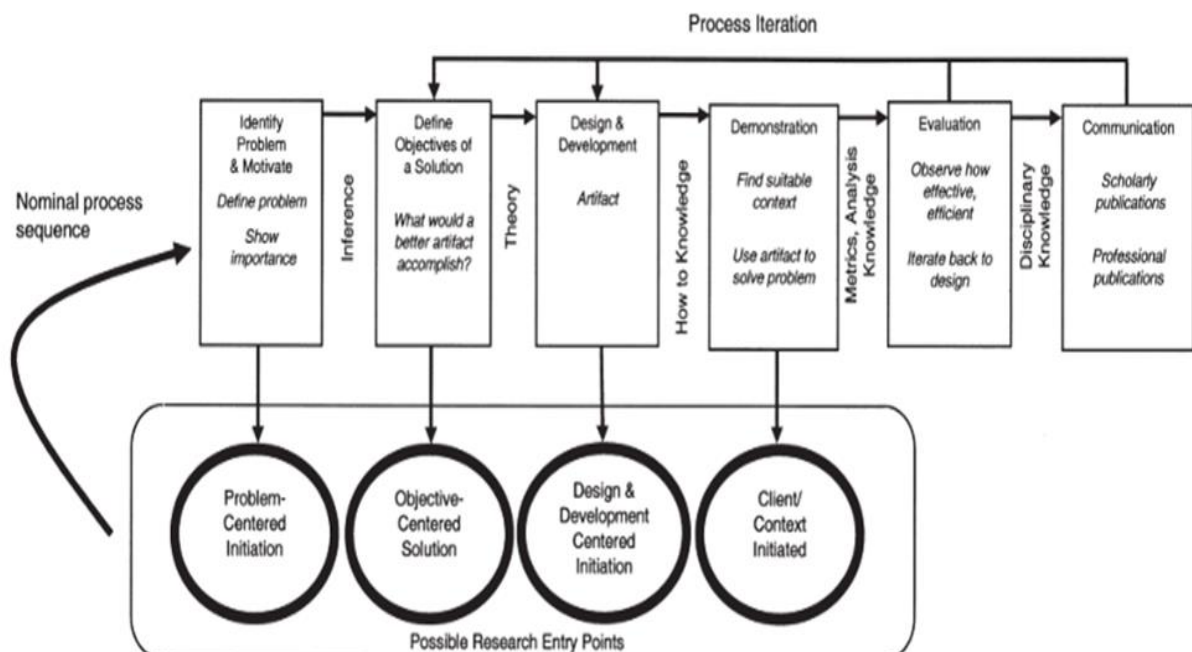 Process Iteration
Nominal process
sequence
Identify
Problem
& Motivate
Define problem
Show
importance
Inference
Define
Objectives of
a Solution
What would a
better artifact
accomplish?
Theory
Design &
Development
Artifact
How to Knowledge
Demonstration
Find suitable
context
Use artifact to
solve problem
Metrics, Analysis
Knowledge
Evaluation
Observe how
effective,
efficient
Iterate back to
design
Disciplinary
Knowledge
Communication
Scholarly
publications
Professional
publications
Problem-
Centered
Initiation
Objective-
Centered
Solution
Design &
Development
Centered
Initiation
Client/
Context
Initiated
Possible Research Entry Points